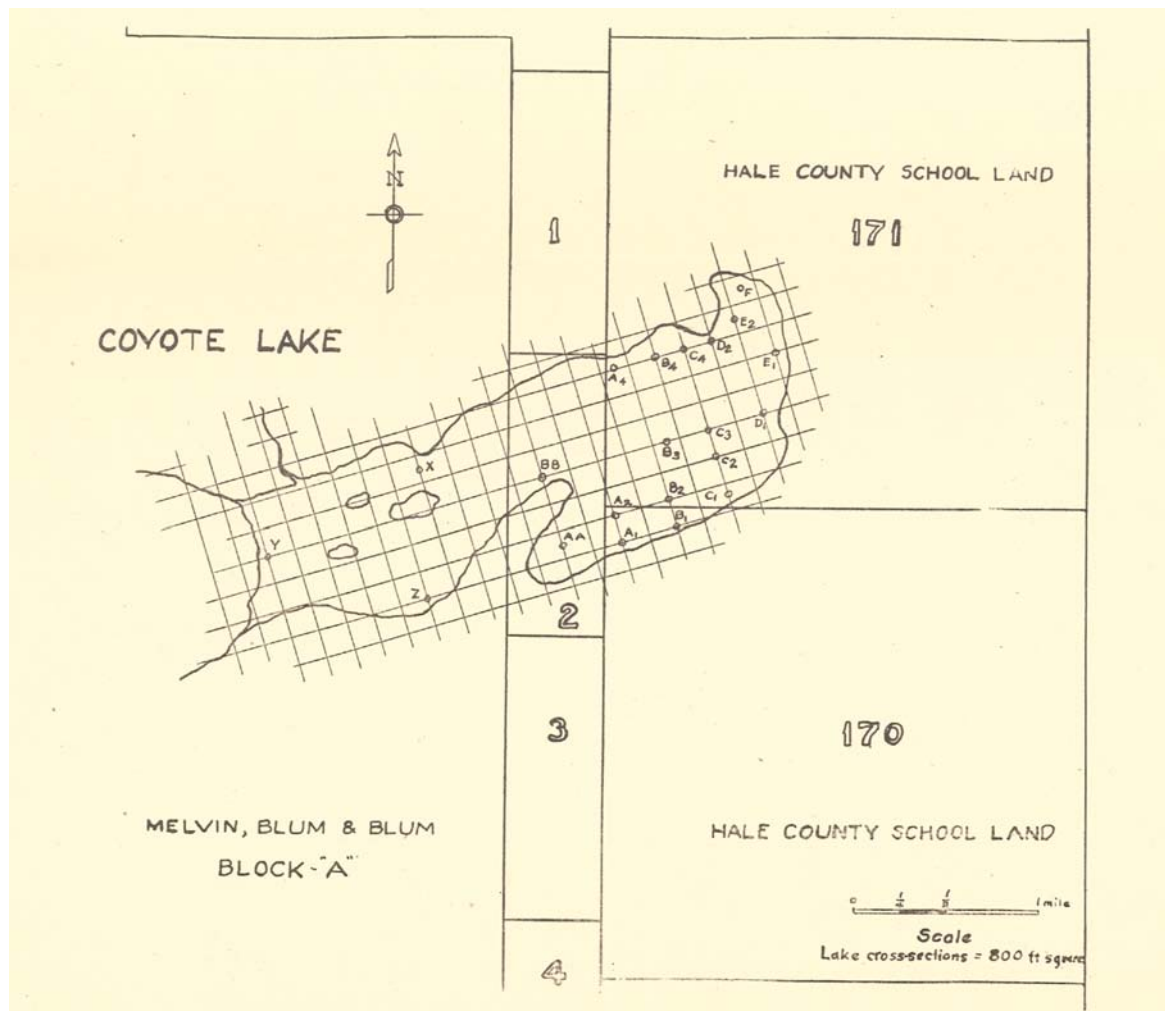 N
HALE COUNTY SCHOOL LAND
1
171
COYOTE LAKE
F
E2
D2
C4
B4
A4
E1
D1
C3
B3
X
BB
C2
C1
B2
A2
B1
Y
AA
A1
Z
2
3
170
MELVIN, BLUM & BLUM
HALE COUNTY SCHOOL LAND
BLOCK-"A"
0 1 mile
Scale
Lake cross-sections = 800 ft square
4